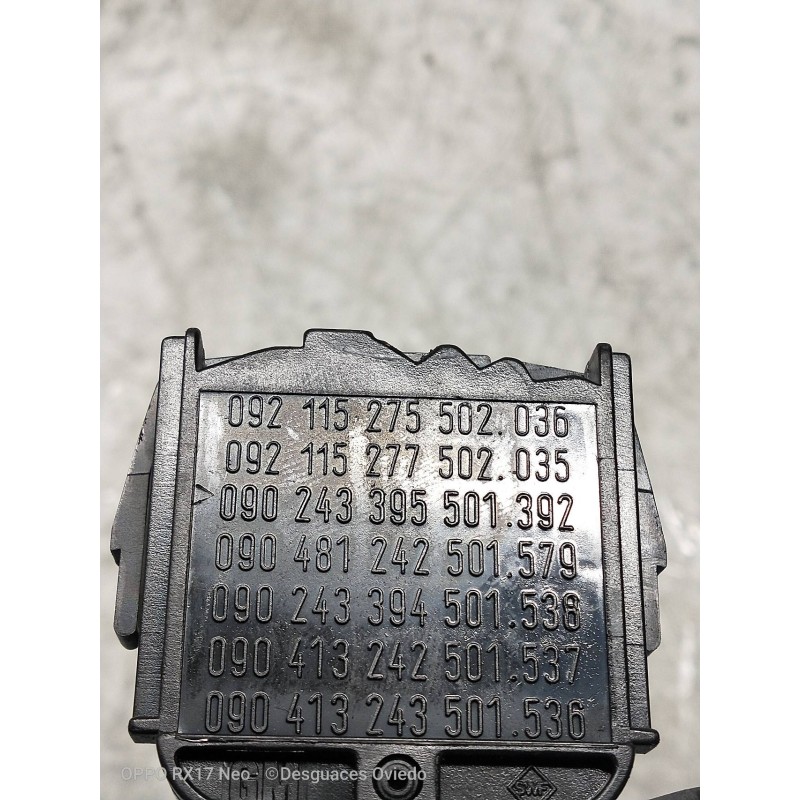 092 115 275 502.036
092 115 277 502.035
090 243 395 501.392
090 481 242 501.579
090 243 394 501.538
090 413 242 501.537
090 413 243 501.536
GM
SWF
OPPO RX17 Neo - ©Desguaces Oviedo